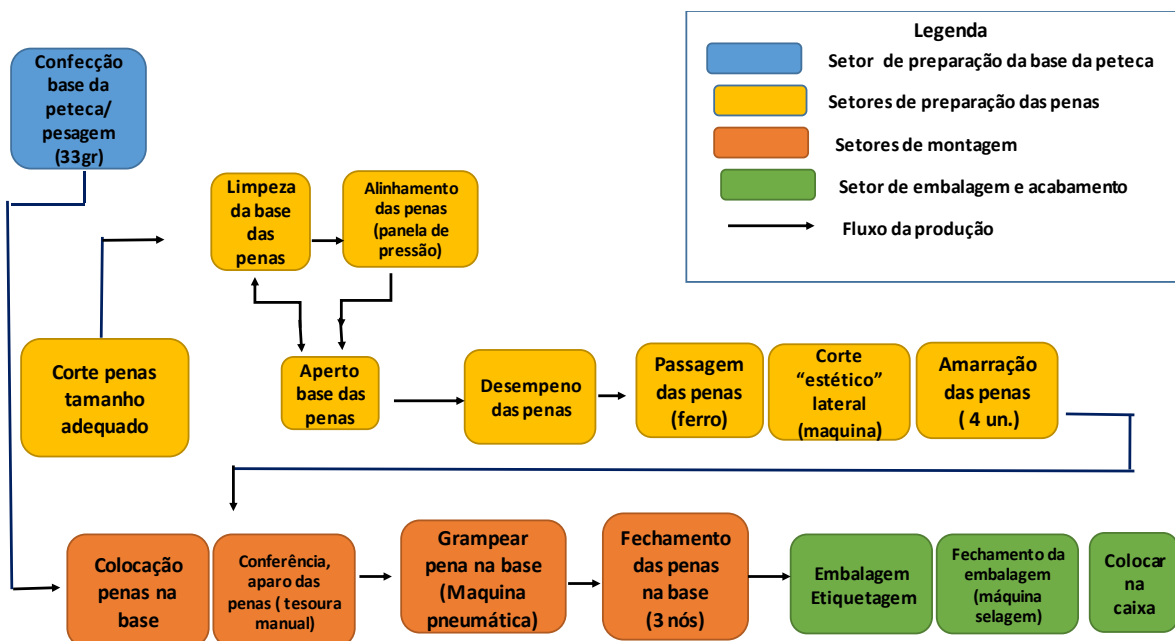 Confecção
base da
peteca/
pesagem
(33gr)
Legenda
Setor de preparação da base da peteca
Setores de preparação das penas
Setores de montagem
Setor de embalagem e acabamento
Fluxo da produção
Limpeza
da base
das
penas
Alinhamento
das penas
(panela de
pressão)
Corte penas
tamanho
adequado
Aperto
base das
penas
Desempeno
das penas
Passagem
das penas
(ferro)
Corte
“estético”
lateral
(maquina)
Amarração
das penas
( 4 un.)
Colocação
penas na
base
Conferência,
aparo das
penas ( tesoura
manual)
Grampear
pena na base
(Maquina
pneumática)
Fechamento
das penas
na base
(3 nós)
Embalagem
Etiquetagem
Fechamento da
embalagem
(máquina
selagem)
Colocar
na
caixa